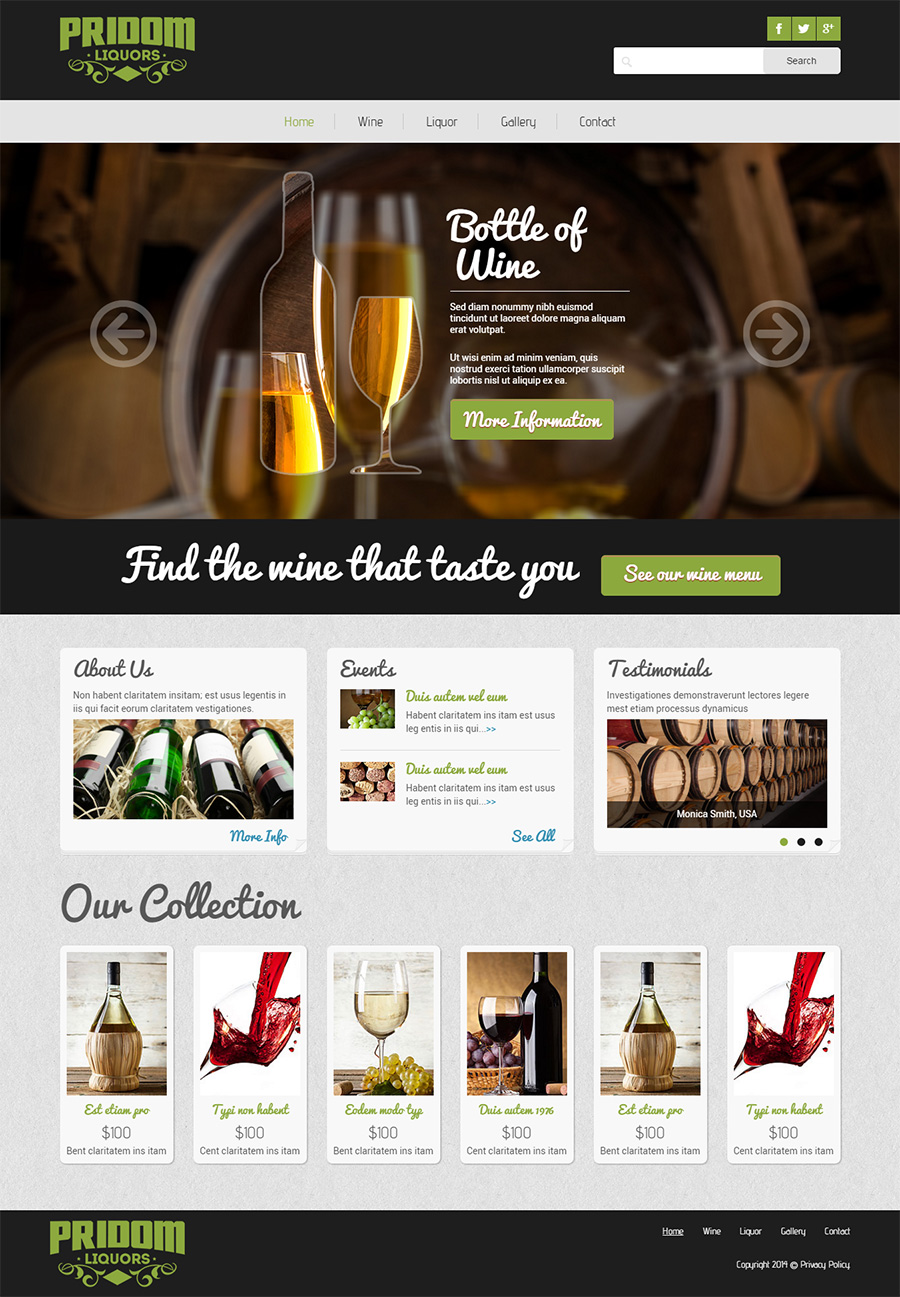 PRIDOM
LIQUORS
f g+
Search
Home Wine Liquor Gallery Contact
Bottle of
Wine
Sed diam nonummy nibh euismod
tincidunt ut laoreet dolore magna aliquam
erat volutpat.
Ut wisi enim ad minim veniam, quis
nostrud exerci tation ullamcorper suscipit
lobortis nisl ut aliquip ex ea.
More Information
Find the wine that taste you
See our wine menu
About Us
Non habent claritatem insitam; est usus legentis in
iis qui facit eorum claritatem vestigationes.
More Info
Events
Duis autem vel eum
Habent claritatem ins itam est usus
leg entis in iis qui...>>
Duis autem vel eum
Habent claritatem ins itam est usus
leg entis in iis qui...>>
See All
Testimonials
Investigationes demonstraverunt lectores legere
mest etiam processus dynamicus
Monica Smith, USA
Our Collection
Est etiam pro
$100
Bent claritatem ins itam
Typi non habent
$100
Cent claritatem ins itam
Eodem modo typ
$100
Bent claritatem ins itam
Duis autem 1976
$100
Cent claritatem ins itam
Est etiam pro
$100
Bent claritatem ins itam
Typi non habent
$100
Cent claritatem ins itam
PRIDOM
LIQUORS
Home Wine Liquor Gallery Contact
Copyright 2014 © Privacy Policy